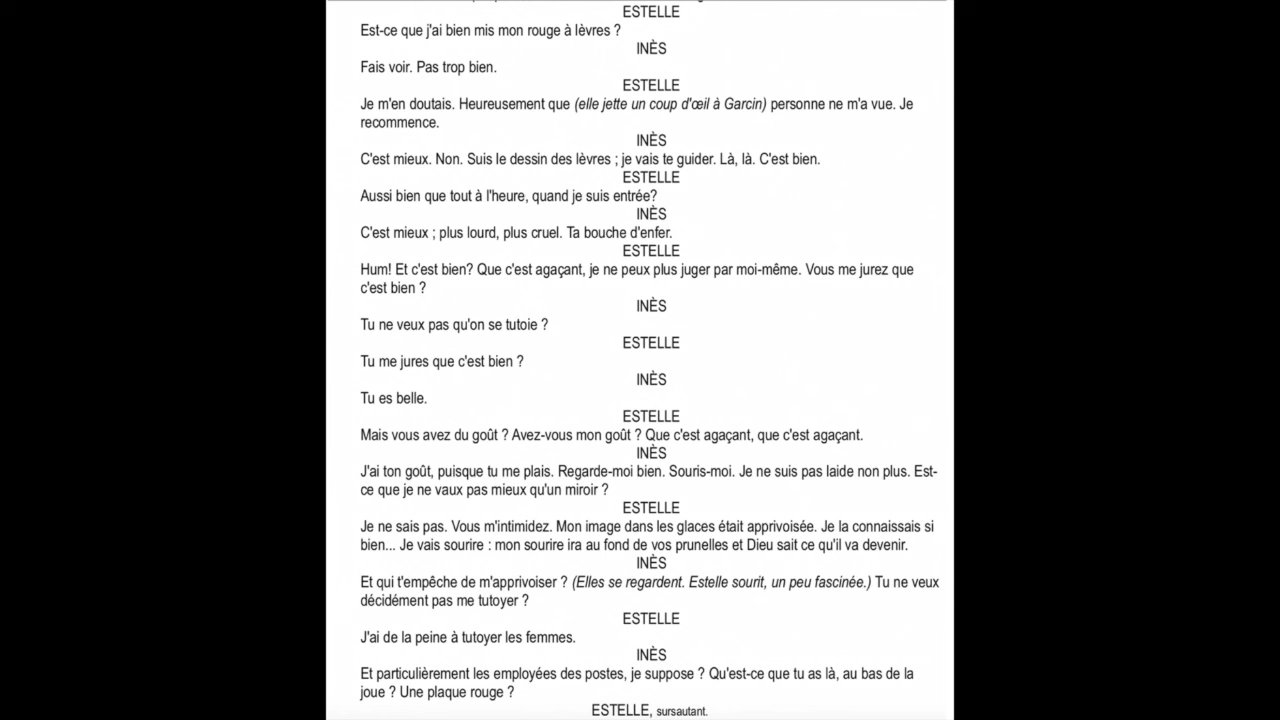 ESTELLE
Est-ce que j'ai bien mis mon rouge à lèvres ?
INÈS
Fais voir. Pas trop bien.
ESTELLE
Je m'en doutais. Heureusement que (elle jette un coup d'œil à Garcin) personne ne m'a vue. Je
recommence.
INÈS
C'est mieux. Non. Suis le dessin des lèvres ; je vais te guider. Là, là. C'est bien.
ESTELLE
Aussi bien que tout à l'heure, quand je suis entrée?
INÈS
C'est mieux ; plus lourd, plus cruel. Ta bouche d'enfer.
ESTELLE
Hum! Et c'est bien? Que c'est agaçant, je ne peux plus juger par moi-même. Vous me jurez que
c'est bien ?
INÈS
Tu ne veux pas qu'on se tutoie ?
ESTELLE
Tu me jures que c'est bien ?
INÈS
Tu es belle.
ESTELLE
Mais vous avez du goût ? Avez-vous mon goût ? Que c'est agaçant, que c'est agaçant.
INÈS
J'ai ton goût, puisque tu me plais. Regarde-moi bien. Souris-moi. Je ne suis pas laide non plus. Est-
ce que je ne vaux pas mieux qu'un miroir ?
ESTELLE
Je ne sais pas. Vous m'intimidez. Mon image dans les glaces était apprivoisée. Je la connaissais si
bien... Je vais sourire : mon sourire ira au fond de vos prunelles et Dieu sait ce qu'il va devenir.
INÈS
Et qui t'empêche de m'apprivoiser ? (Elles se regardent. Estelle sourit, un peu fascinée.) Tu ne veux
décidément pas me tutoyer ?
ESTELLE
J'ai de la peine à tutoyer les femmes.
INÈS
Et particulièrement les employées des postes, je suppose ? Qu'est-ce que tu as là, au bas de la
joue ? Une plaque rouge ?
ESTELLE, sursautant.